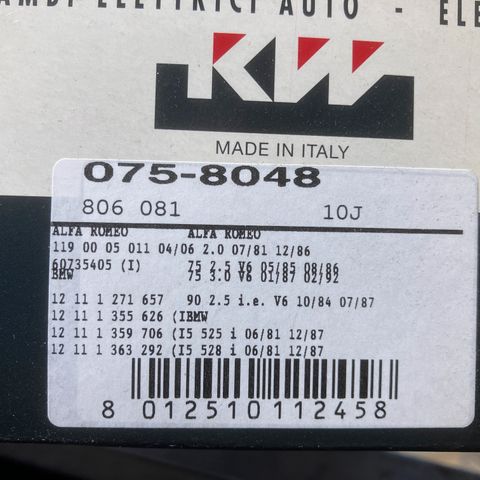 AMBI ELETTRICI AUTO - ELE
KW
MADE IN ITALY
075-8048
806 081 10J
ALFA ROMEO ALFA ROMEO
119 00 05 011 04/06 2.0 07/81 12/86
60735405 (I) 75 2.5 V6 05/85 08/86
BMW 75 3.0 V6 01/87 02/92
12 11 1 271 657 90 2.5 i.e. V6 10/84 07/87
12 11 1 355 626 (I BMW
12 11 1 359 706 (I5 525 i 06/81 12/87
12 11 1 363 292 (I5 528 i 06/81 12/87
8 012510 112458